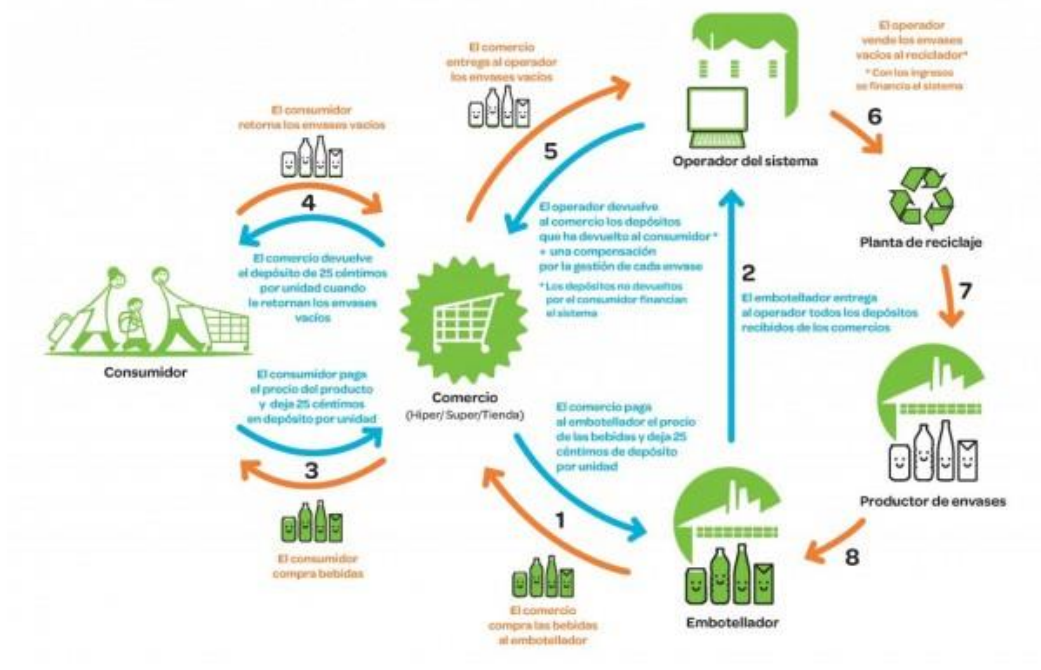 El comercio
entrega al operador
los envases vacíos
El operador
vende los envases
vacíos al reciclador*
* Con los ingresos
se financia el sistema
El consumidor
retorna los envases vacíos
6
5
Operador del sistema
4
El operador devuelve
al comercio los depósitos
que ha devuelto al consumidor*
+ una compensación
por la gestión de cada envase
* Los depósitos no devueltos
por el consumidor financian
el sistema
Planta de reciclaje
El comercio devuelve
el depósito de 25 céntimos
por unidad cuando
le retornan los envases
vacíos
2
El embotellador entrega
al operador todos los depósitos
recibidos de los comercios
7
Consumidor
El consumidor paga
el precio del producto
y deja 25 céntimos
en depósito por unidad
Comercio
(Hiper/Super/Tienda)
El comercio paga
al embotellador el precio
de las bebidas y deja 25
céntimos de depósito
por unidad
3
Productor de envases
1
8
El consumidor
compra bebidas
El comercio
compra las bebidas
al embotellador
Embotellador